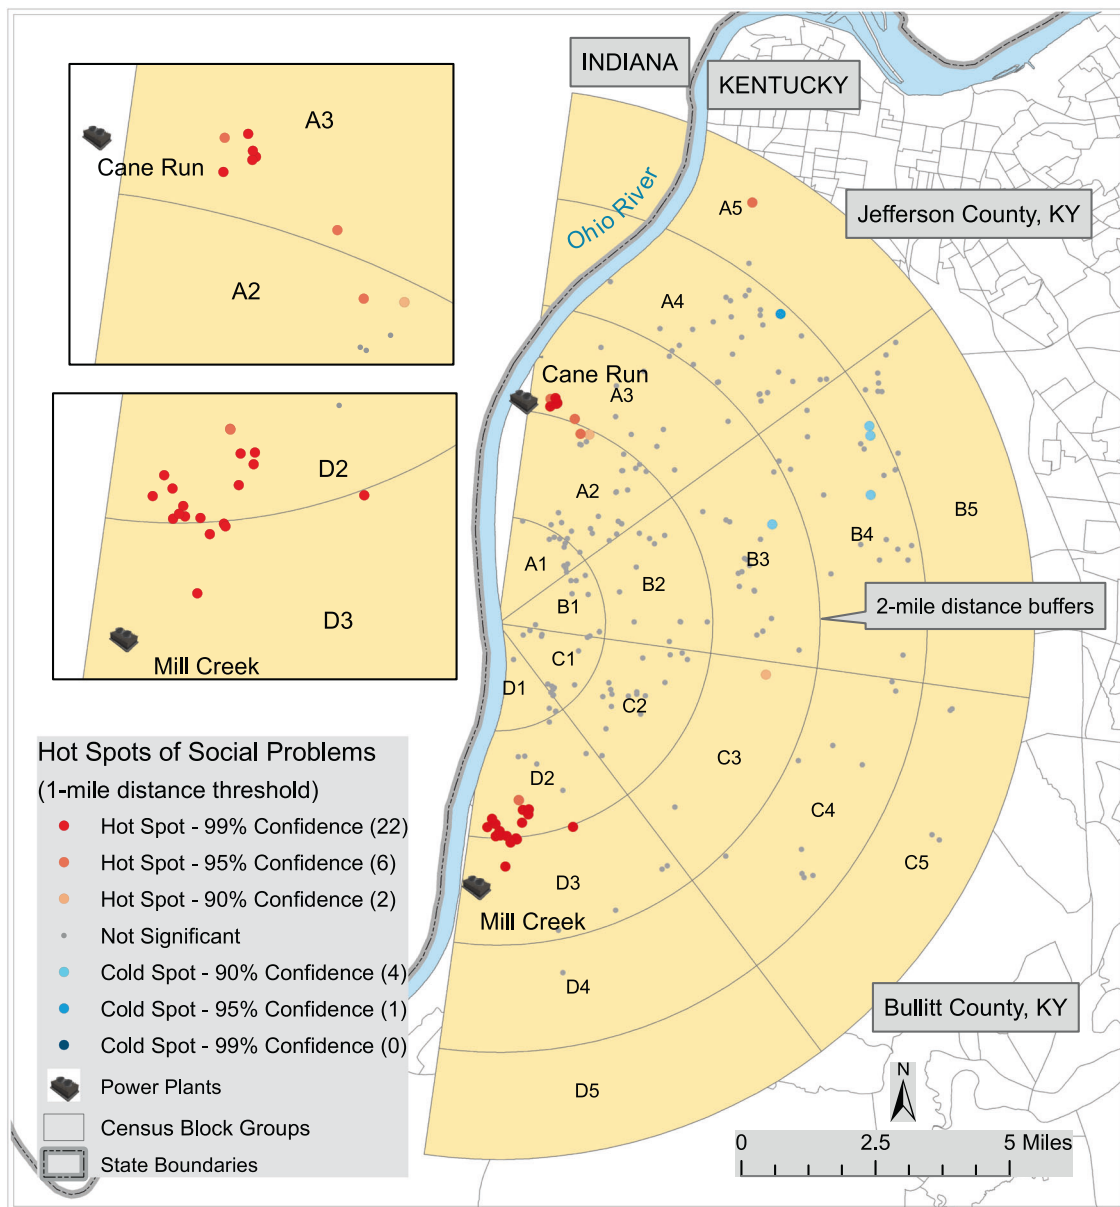 INDIANA
KENTUCKY
A3
Cane Run
A2
Ohio River
A5
Jefferson County, KY
A4
Cane Run
A3
A2
D2
D3
Mill Creek
B5
B4
B3
A1
B2
B1
2-mile distance buffers
C1
D1
C2
Hot Spots of Social Problems
(1-mile distance threshold)
Hot Spot - 99% Confidence (22)
Hot Spot - 95% Confidence (6)
Hot Spot - 90% Confidence (2)
Not Significant
Cold Spot - 90% Confidence (4)
Cold Spot - 95% Confidence (1)
Cold Spot - 99% Confidence (0)
Power Plants
Census Block Groups
State Boundaries
C3
D2
C4
C5
D3
Mill Creek
D4
Bullitt County, KY
D5
N
0 2.5 5 Miles